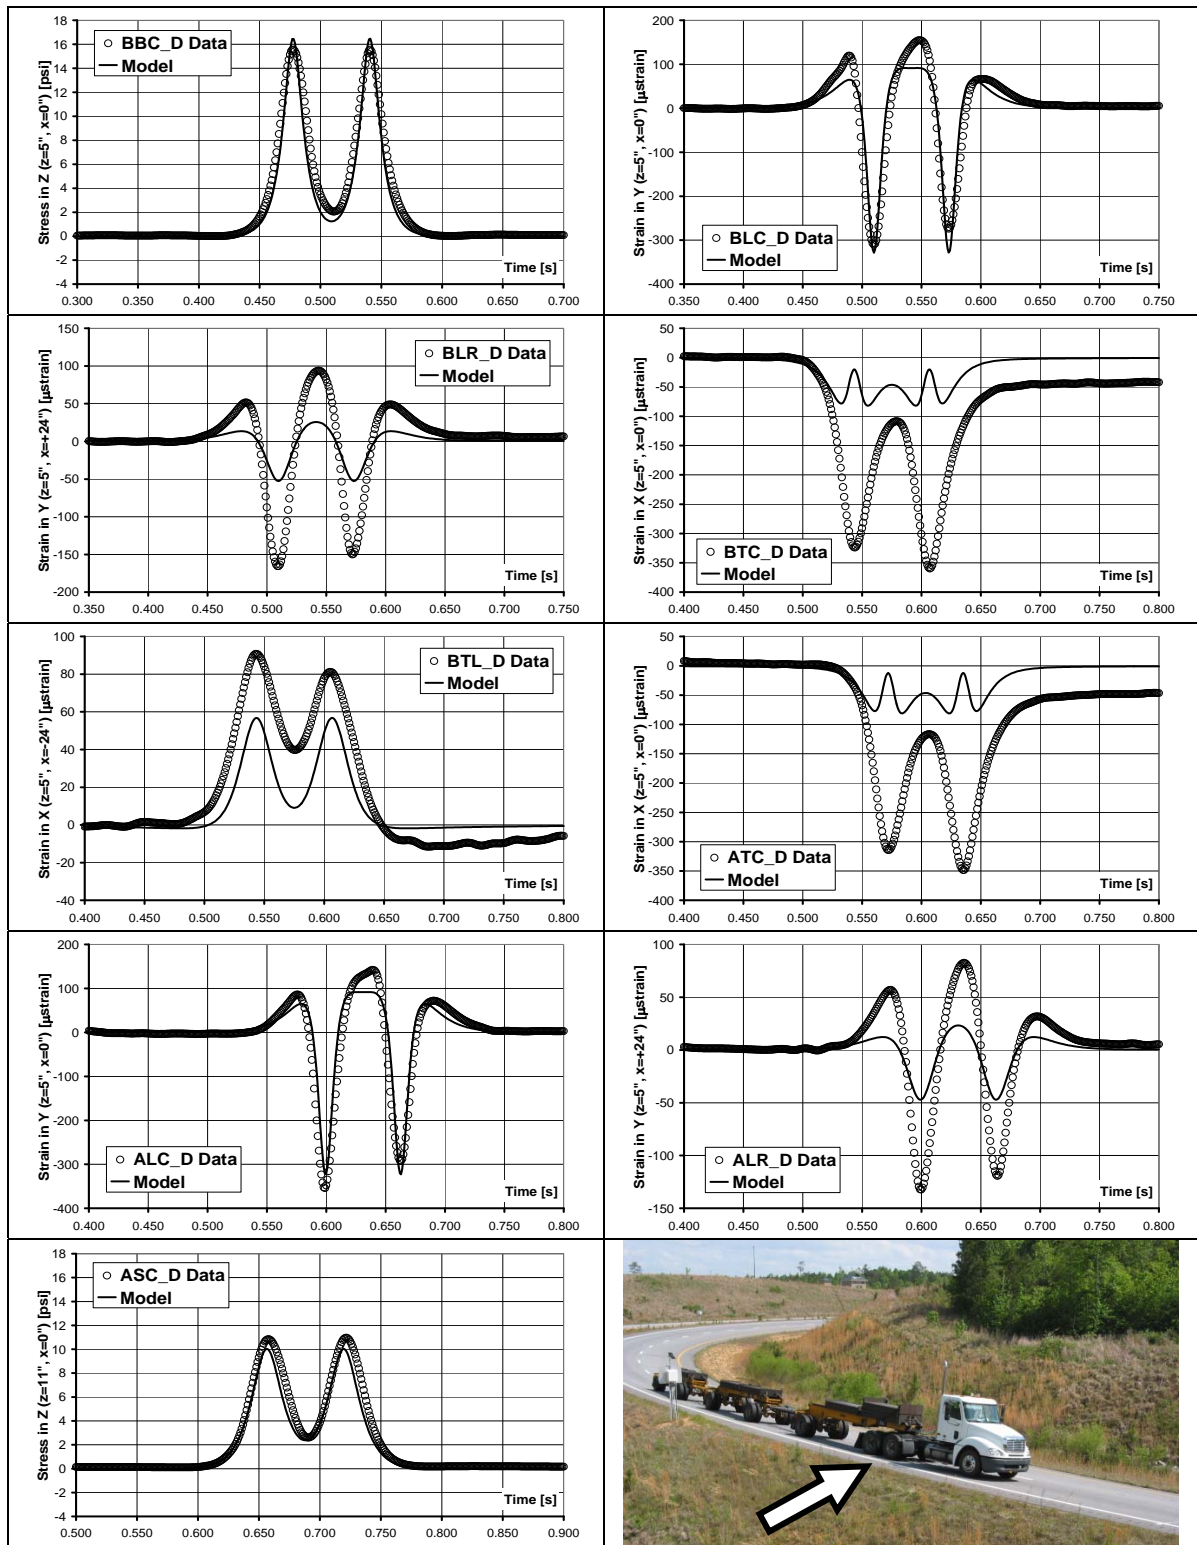 Stress in Z (z=5", x=0") [psi]
18
16
14
12
10
8
6
4
2
0
-2
-4
BBC_D Data
Model
Time [s]
0.300 0.350 0.400 0.450 0.500 0.550 0.600 0.650 0.700
Strain in Y (z=5", x=0") [µstrain]
200
100
0
-100
-200
-300
-400
BLC_D Data
Model
Time [s]
0.350 0.400 0.450 0.500 0.550 0.600 0.650 0.700 0.750
Strain in Y (z=5", x=+24") [µstrain]
150
100
50
0
-50
-100
-150
-200
BLR_D Data
Model
Time [s]
0.350 0.400 0.450 0.500 0.550 0.600 0.650 0.700 0.750
Strain in X (z=5", x=0") [µstrain]
50
0
-50
-100
-150
-200
-250
-300
-350
-400
BTC_D Data
Model
Time [s]
0.400 0.450 0.500 0.550 0.600 0.650 0.700 0.750 0.800
Strain in X (z=5", x=-24") [µstrain]
100
80
60
40
20
0
-20
-40
BTL_D Data
Model
Time [s]
0.400 0.450 0.500 0.550 0.600 0.650 0.700 0.750 0.800
Strain in X (z=5", x=0") [µstrain]
50
0
-50
-100
-150
-200
-250
-300
-350
-400
ATC_D Data
Model
Time [s]
0.400 0.450 0.500 0.550 0.600 0.650 0.700 0.750 0.800
Strain in Y (z=5", x=0") [µstrain]
200
100
0
-100
-200
-300
-400
ALC_D Data
Model
Time [s]
0.400 0.450 0.500 0.550 0.600 0.650 0.700 0.750 0.800
Strain in Y (z=5", x=+24") [µstrain]
100
50
0
-50
-100
-150
ALR_D Data
Model
Time [s]
0.400 0.450 0.500 0.550 0.600 0.650 0.700 0.750 0.800
Stress in Z (z=11", x=0") [psi]
18
16
14
12
10
8
6
4
2
0
-2
-4
ASC_D Data
Model
Time [s]
0.500 0.550 0.600 0.650 0.700 0.750 0.800 0.850 0.900